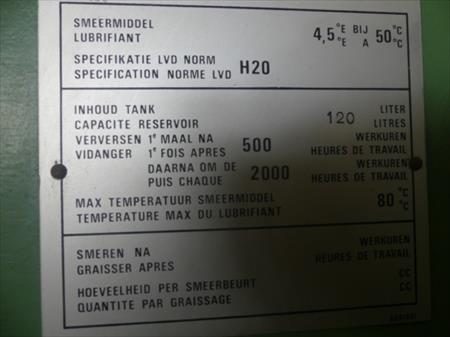 SMEERMIDDEL 4,5 °E BIJ 50 °C
LUBRIFIANT °E A °C
SPECIFIKATIE LVD NORM H20
SPECIFICATION NORME LVD
INHOUD TANK 120 LITER
CAPACITE RESERVOIR LITRES
VERVERSEN 1e MAAL NA 500 WERKUREN
VIDANGER 1e FOIS APRES HEURES DE TRAVAIL
DAARNA OM DE 2000 WERKUREN
PUIS CHAQUE HEURES DE TRAVAIL
MAX TEMPERATUUR SMEERMIDDEL 80 °C
TEMPERATURE MAX DU LUBRIFIANT °C
SMEREN NA WERKUREN
GRAISSER APRES HEURES DE TRAVAIL
HOEVEELHEID PER SMEERBEURT CC
QUANTITE PAR GRAISSAGE CC